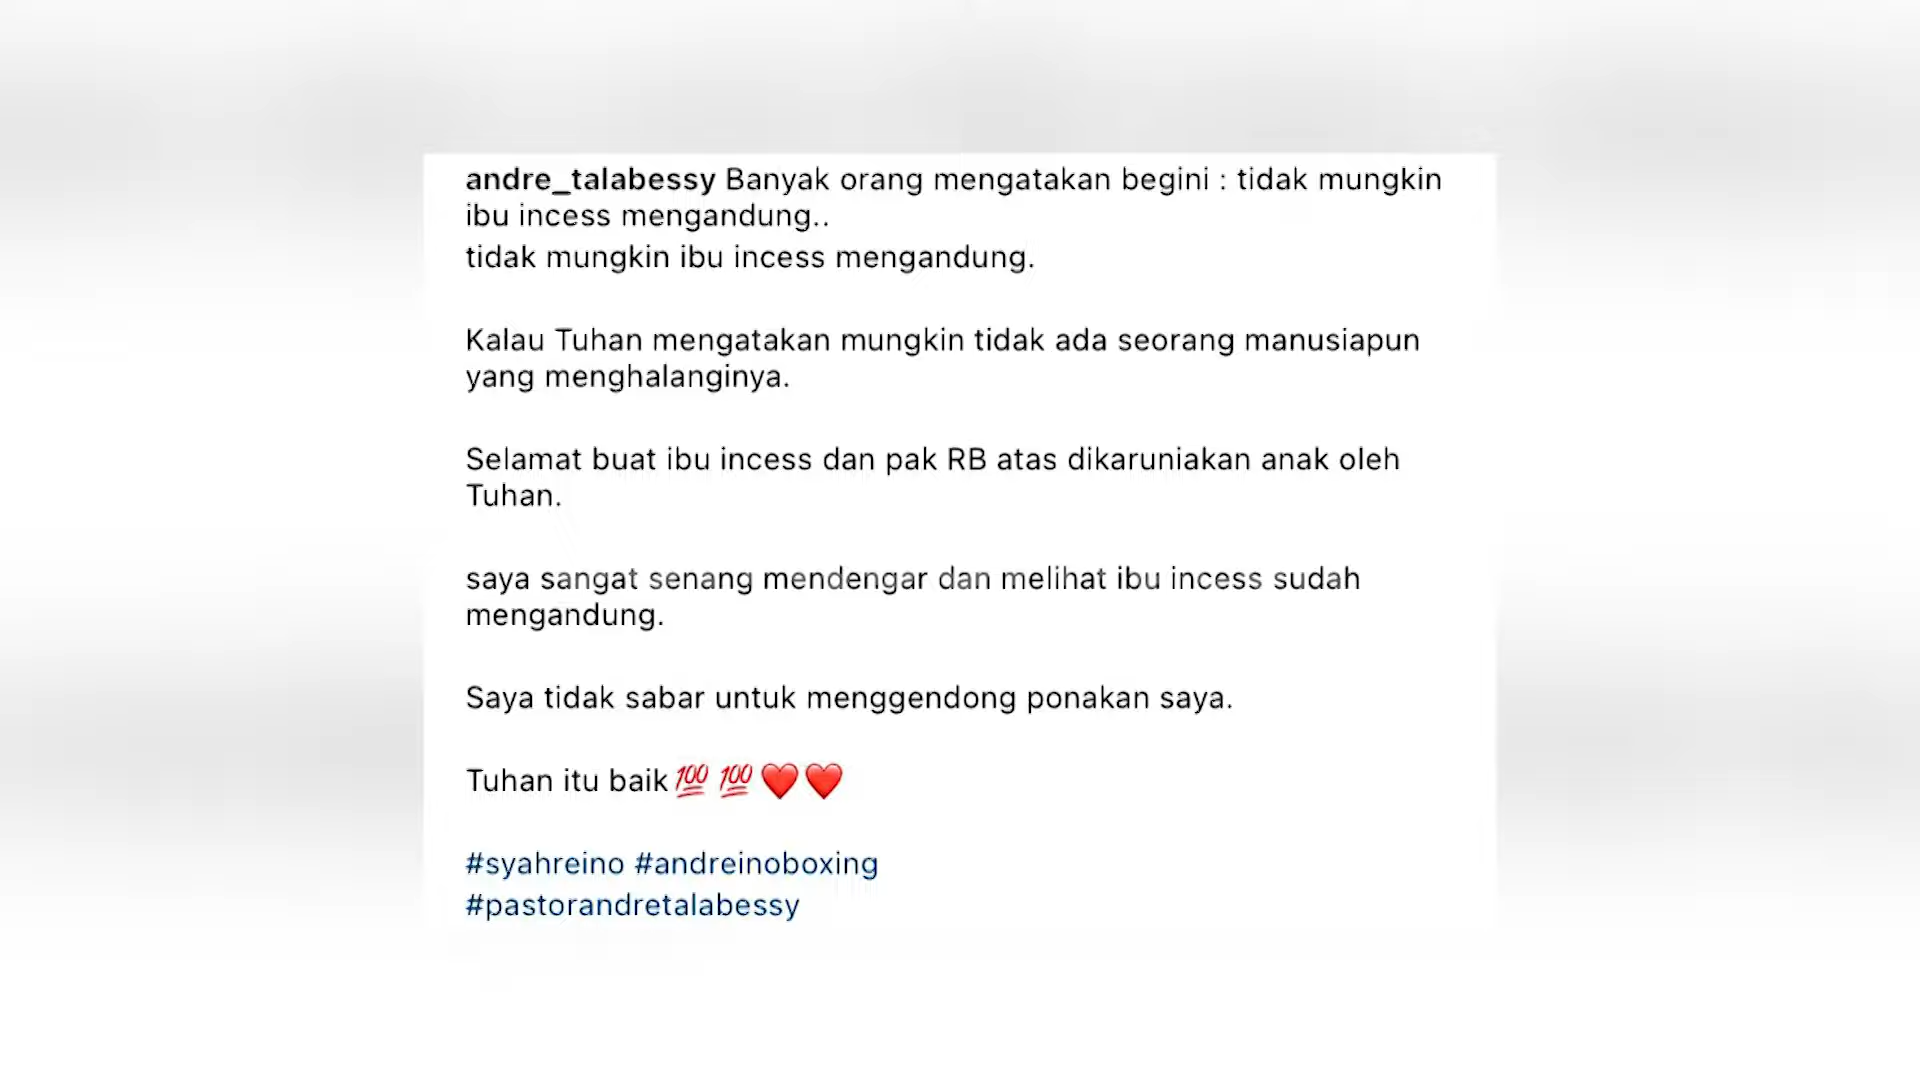 andre_talabessy Banyak orang mengatakan begini : tidak mungkin
ibu incess mengandung..
tidak mungkin ibu incess mengandung.
Kalau Tuhan mengatakan mungkin tidak ada seorang manusiapun
yang menghalanginya.
Selamat buat ibu incess dan pak RB atas dikaruniakan anak oleh
Tuhan.
saya sangat senang mendengar dan melihat ibu incess sudah
mengandung.
Saya tidak sabar untuk menggendong ponakan saya.
Tuhan itu baik💯 💯❤️❤️
#syahreino #andreinoboxing
#pastorandretalabessy